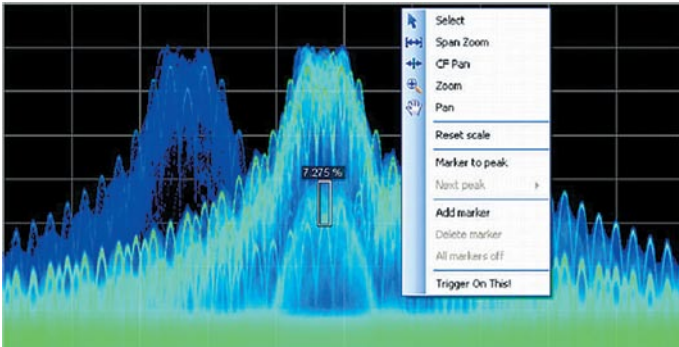 Select
Span Zoom
CF Pan
Zoom
Pan
Reset scale
Marker to peak
7.275 %
Next peak
Add marker
Delete marker
All markers off
Trigger On This!